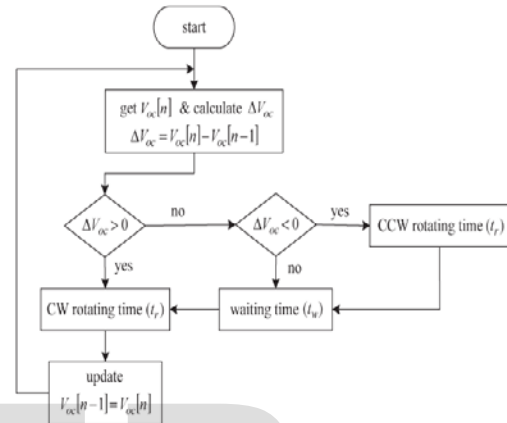 start
get V_oc[n] & calculate ΔV_oc
ΔV_oc = V_oc[n]−V_oc[n−1]
ΔV_oc>0
no
ΔV_oc<0
yes
CCW rotating time (t_r)
yes
no
CW rotating time (t_r)
waiting time (t_w)
update
V_oc[n−1]=V_oc[n]